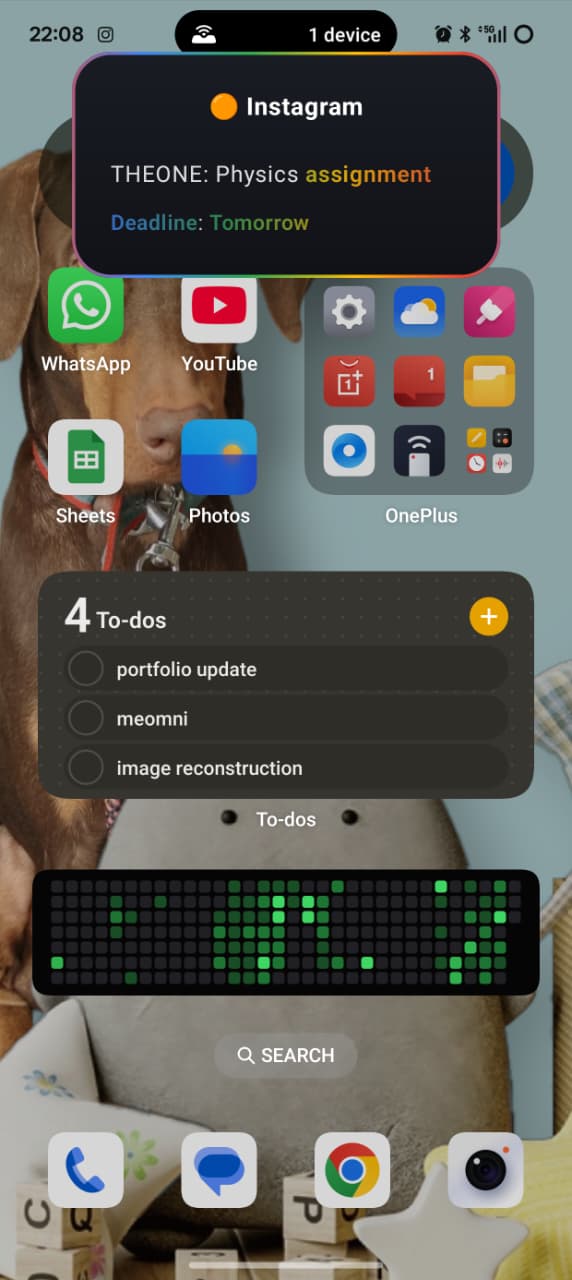 22:08
1 device
5G
Instagram
THEONE: Physics assignment
Deadline: Tomorrow
WhatsApp
YouTube
1+
1
Sheets
Photos
OnePlus
4 To-dos
portfolio update
meomni
image reconstruction
To-dos
SEARCH